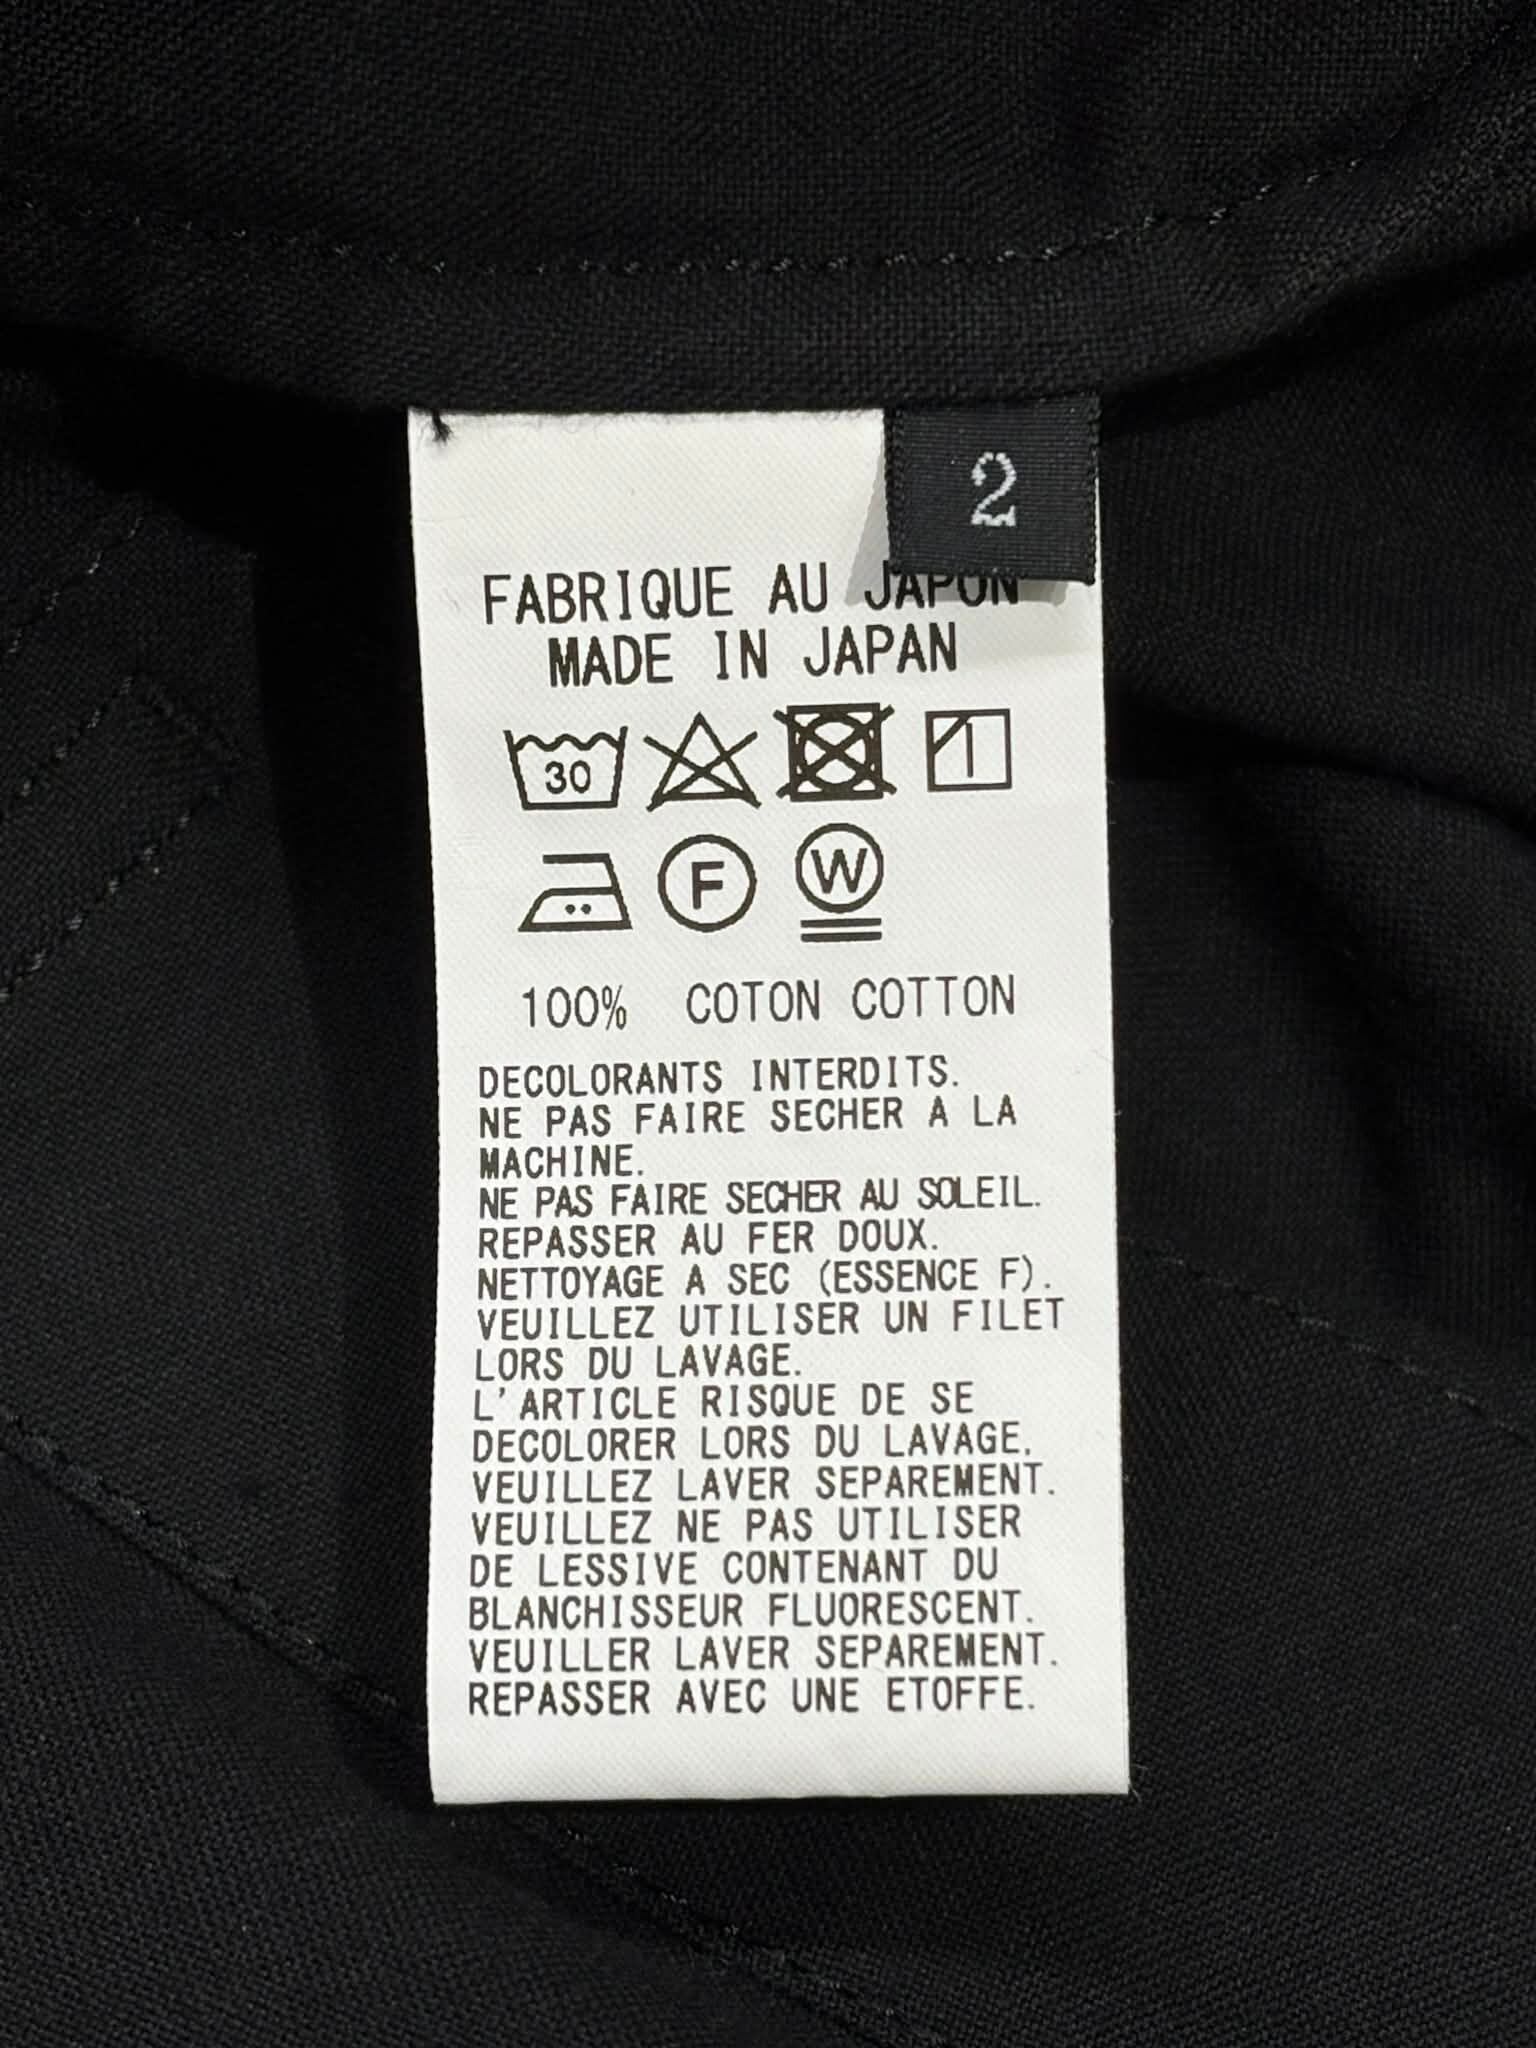 2
FABRIQUE AU JAPON
MADE IN JAPAN
30
F W
100% COTON COTTON
DECOLORANTS INTERDITS.
NE PAS FAIRE SECHER A LA
MACHINE.
NE PAS FAIRE SECHER AU SOLEIL.
REPASSER AU FER DOUX.
NETTOYAGE A SEC (ESSENCE F).
VEUILLEZ UTILISER UN FILET
LORS DU LAVAGE.
L'ARTICLE RISQUE DE SE
DECOLORER LORS DU LAVAGE.
VEUILLEZ LAVER SEPAREMENT.
VEUILLEZ NE PAS UTILISER
DE LESSIVE CONTENANT DU
BLANCHISSEUR FLUORESCENT.
VEUILLER LAVER SEPAREMENT.
REPASSER AVEC UNE ETOFFE.